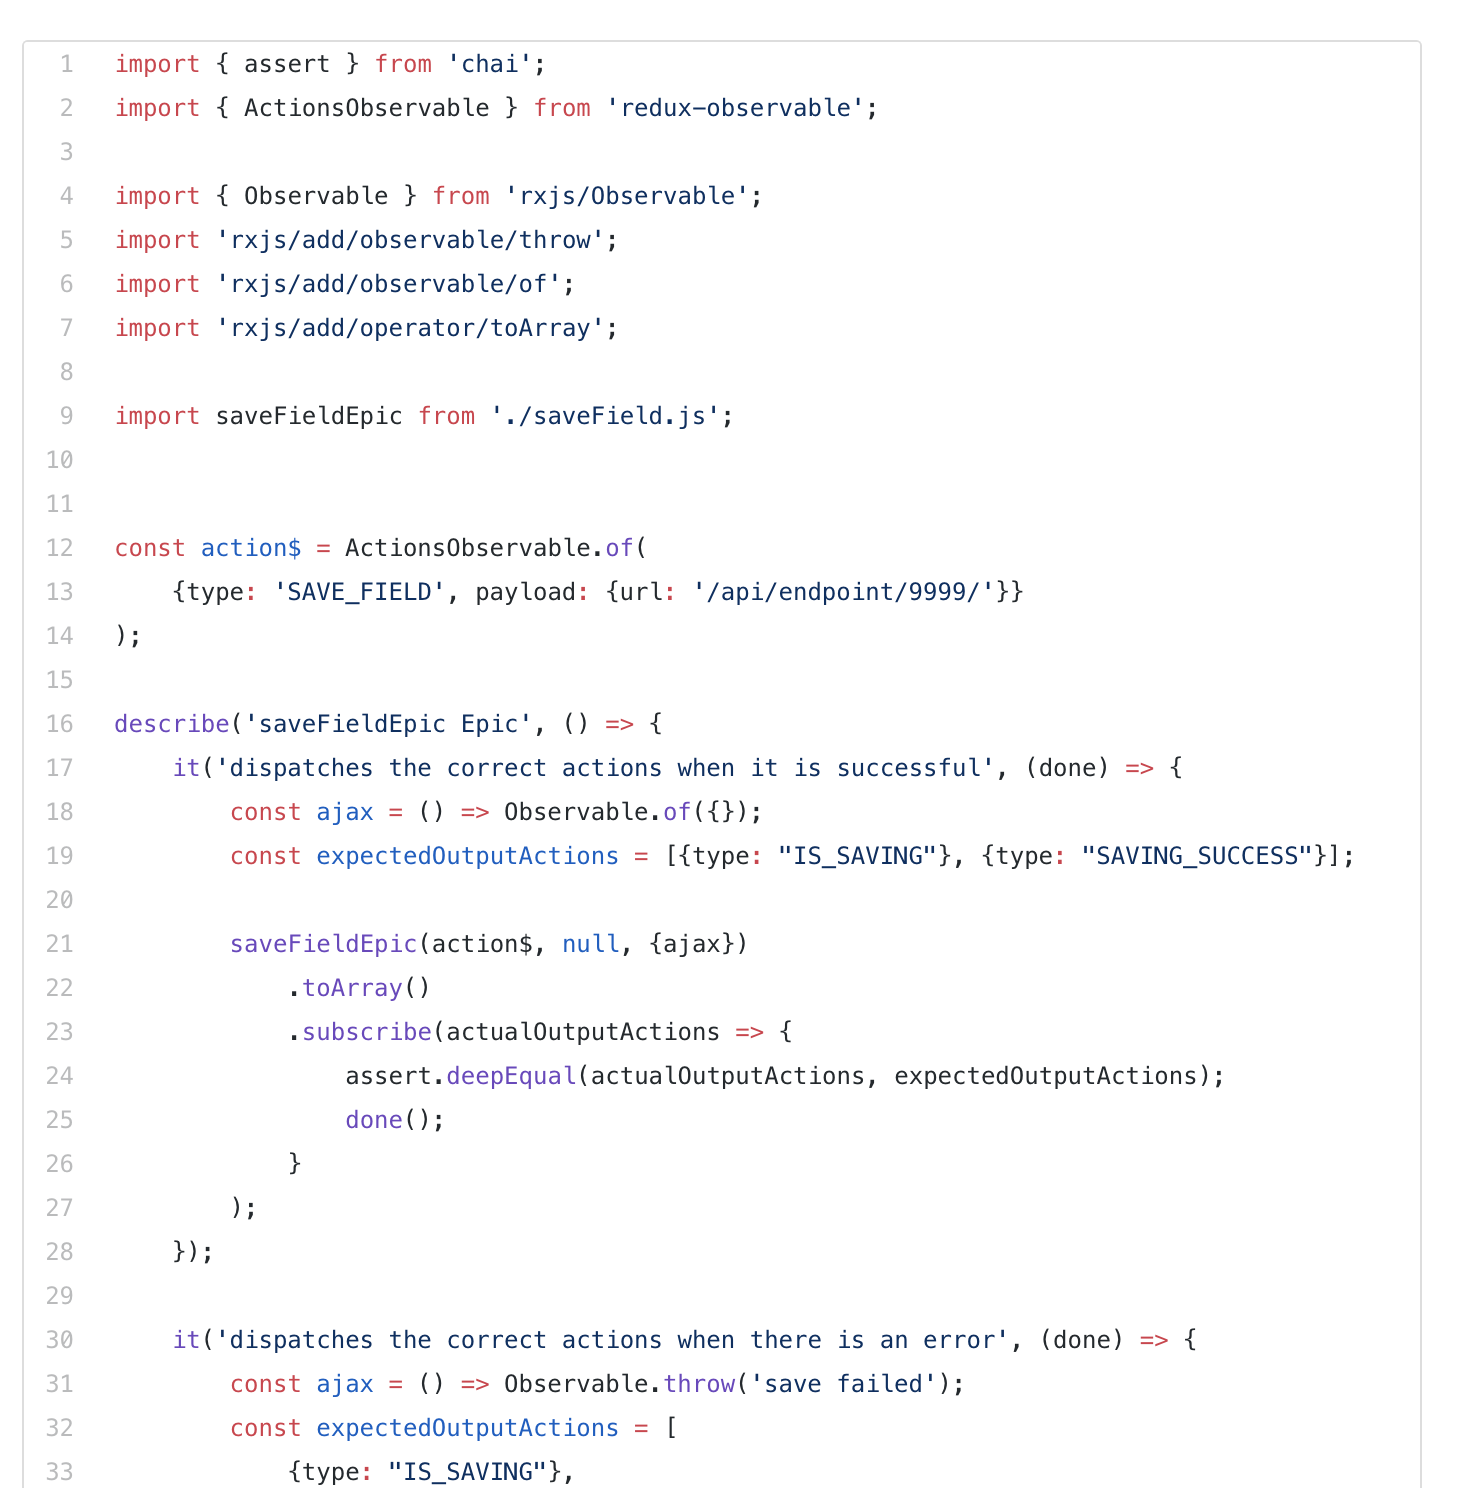 1 import { assert } from 'chai';
2 import { ActionsObservable } from 'redux-observable';
3
4 import { Observable } from 'rxjs/Observable';
5 import 'rxjs/add/observable/throw';
6 import 'rxjs/add/observable/of';
7 import 'rxjs/add/operator/toArray';
8
9 import saveFieldEpic from './saveField.js';
10
11
12 const action$ = ActionsObservable.of(
13     {type: 'SAVE_FIELD', payload: {url: '/api/endpoint/9999/'}}
14 );
15
16 describe('saveFieldEpic Epic', () => {
17     it('dispatches the correct actions when it is successful', (done) => {
18         const ajax = () => Observable.of({});
19         const expectedOutputActions = [{type: "IS_SAVING"}, {type: "SAVING_SUCCESS"}];
20
21         saveFieldEpic(action$, null, {ajax})
22             .toArray()
23             .subscribe(actualOutputActions => {
24                 assert.deepEqual(actualOutputActions, expectedOutputActions);
25                 done();
26             }
27         );
28     });
29
30     it('dispatches the correct actions when there is an error', (done) => {
31         const ajax = () => Observable.throw('save failed');
32         const expectedOutputActions = [
33             {type: "IS_SAVING"},